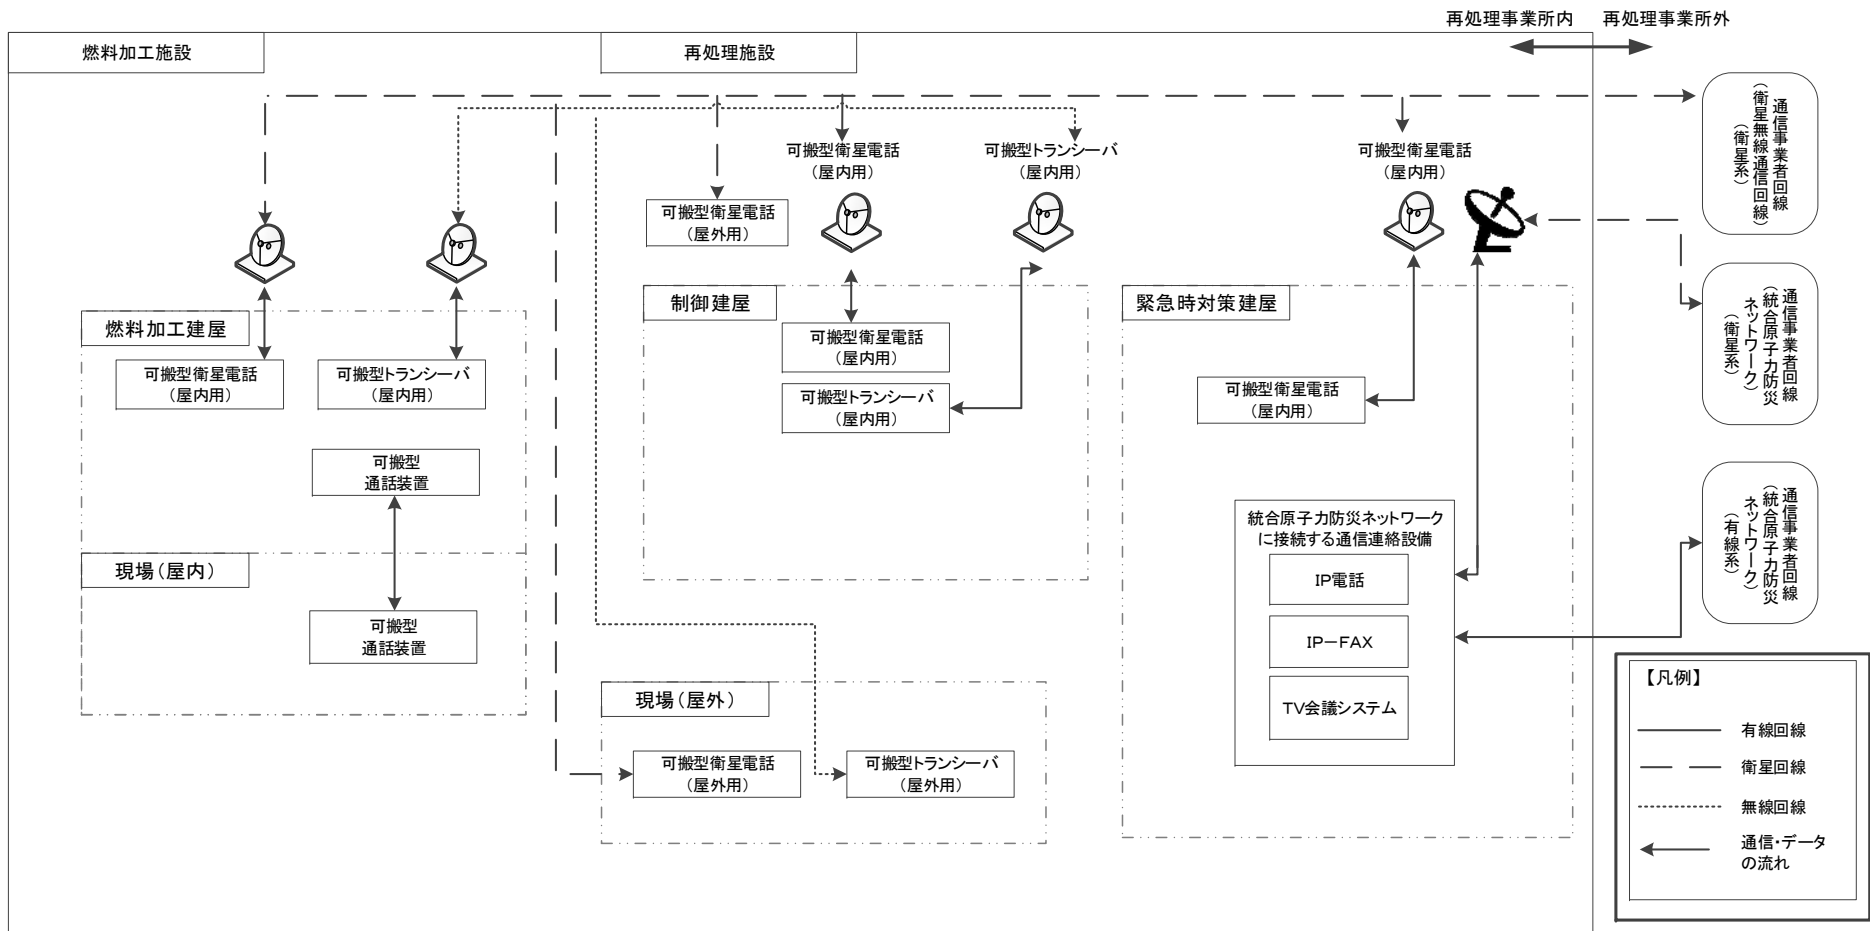 再処理事業所内
再処理事業所外
燃料加工施設
再処理施設
可搬型衛星電話
（屋内用）
可搬型トランシーバ
（屋内用）
可搬型衛星電話
（屋内用）
可搬型衛星電話
（屋外用）
通信事業者回線
（衛星無線通信回線）
（衛星系）
燃料加工建屋
可搬型衛星電話
（屋内用）
可搬型トランシーバ
（屋内用）
可搬型
通話装置
現場（屋内）
可搬型
通話装置
制御建屋
可搬型衛星電話
（屋内用）
可搬型トランシーバ
（屋内用）
現場（屋外）
可搬型衛星電話
（屋外用）
可搬型トランシーバ
（屋外用）
緊急時対策建屋
可搬型衛星電話
（屋内用）
統合原子力防災ネットワーク
に接続する通信連絡設備
IP電話
IP－FAX
TV会議システム
通信事業者回線
（統合原子力防災
ネットワーク）
（衛星系）
通信事業者回線
（統合原子力防災
ネットワーク）
（有線系）
【凡例】
有線回線
衛星回線
無線回線
通信・データ
の流れ